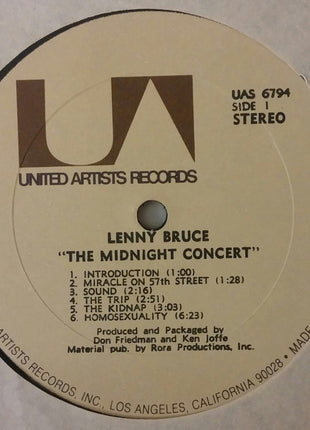 UA
UAS 6794
SIDE 1
STEREO
UNITED ARTISTS RECORDS
LENNY BRUCE
"THE MIDNIGHT CONCERT"
1. INTRODUCTION (1:00)
2. MIRACLE ON 57th STREET (1:28)
3. SOUND (2:16)
4. THE TRIP (2:51)
5. THE KIDNAP (3:03)
6. HOMOSEXUALITY (6:23)
Produced and Packaged by
Don Friedman and Ken Joffe
Material pub. by Rora Productions, Inc.
ARTISTS RECORDS, INC., LOS ANGELES, CALIFORNIA 90028 • MADE